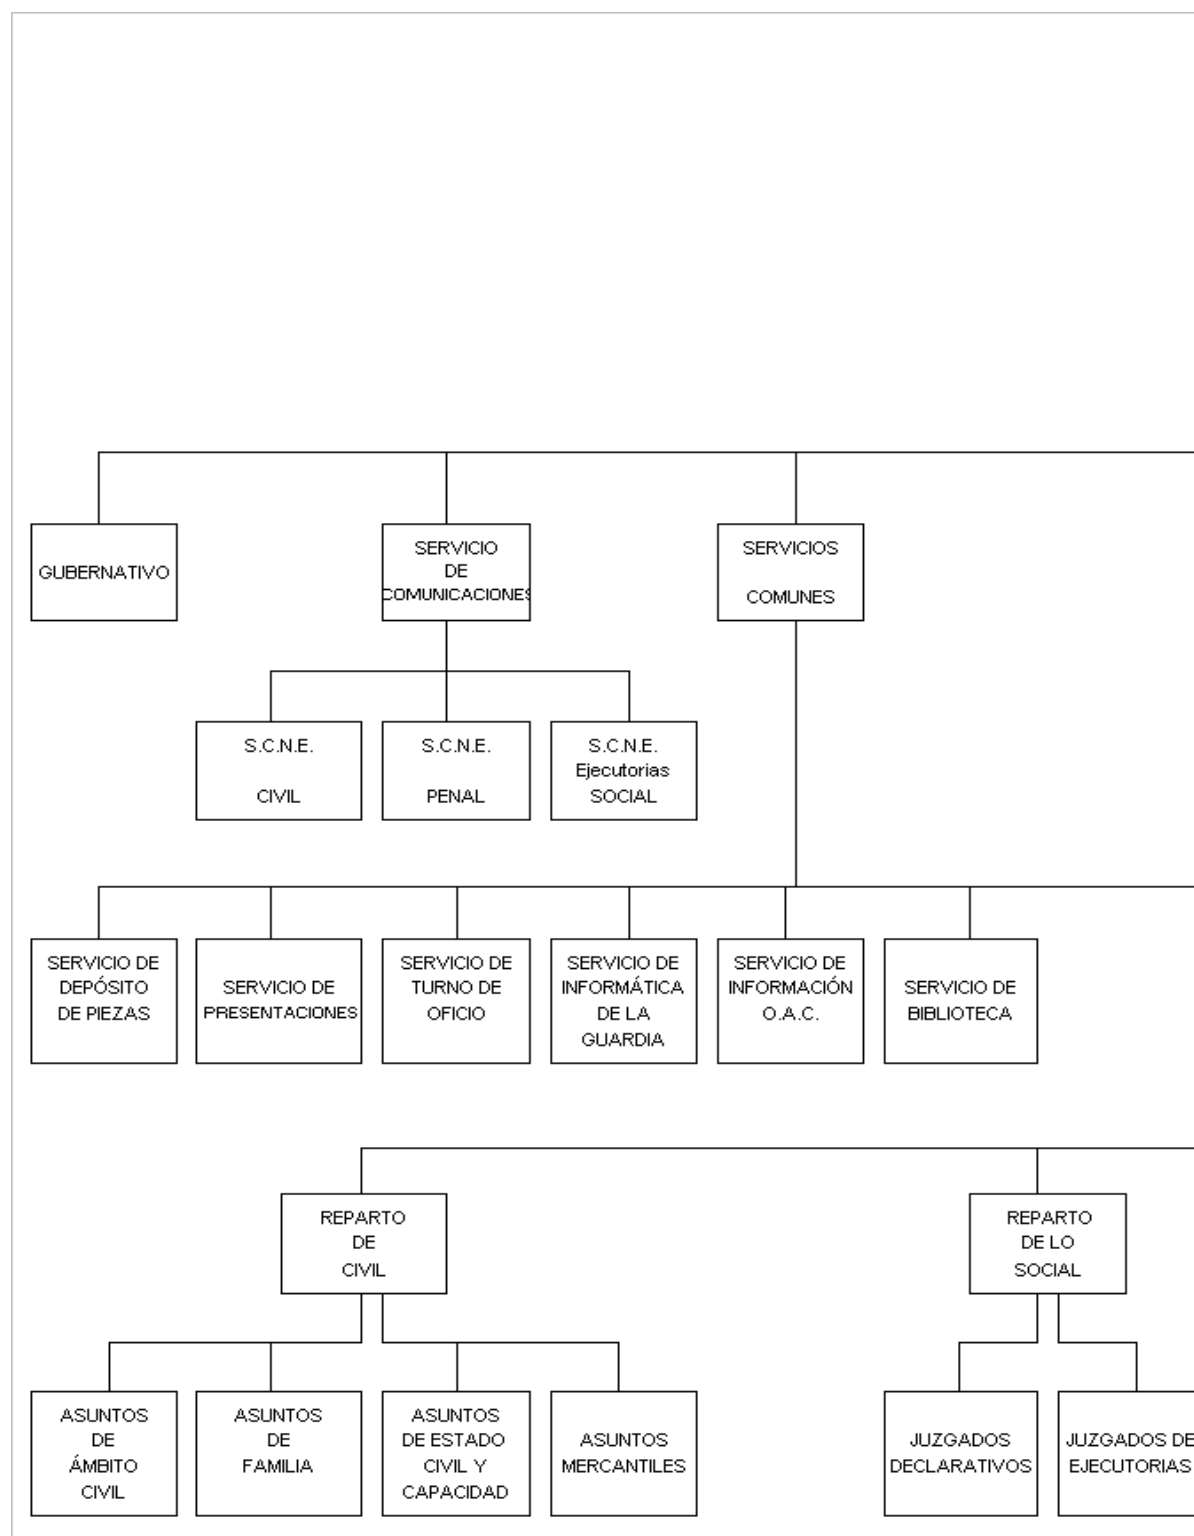 GUBERNATIVO
SERVICIO
DE
COMUNICACIONES
SERVICIOS
COMUNES
S.C.N.E.
CIVIL
S.C.N.E.
PENAL
S.C.N.E.
Ejecutorias
SOCIAL
SERVICIO DE
DEPÓSITO
DE PIEZAS
SERVICIO DE
PRESENTACIONES
SERVICIO DE
TURNO DE
OFICIO
SERVICIO DE
INFORMÁTICA
DE LA
GUARDIA
SERVICIO DE
INFORMACIÓN
O.A.C.
SERVICIO DE
BIBLIOTECA
REPARTO
DE
CIVIL
REPARTO
DE LO
SOCIAL
ASUNTOS
DE
ÁMBITO
CIVIL
ASUNTOS
DE
FAMILIA
ASUNTOS
DE ESTADO
CIVIL Y
CAPACIDAD
ASUNTOS
MERCANTILES
JUZGADOS
DECLARATIVOS
JUZGADOS DE
EJECUTORIAS